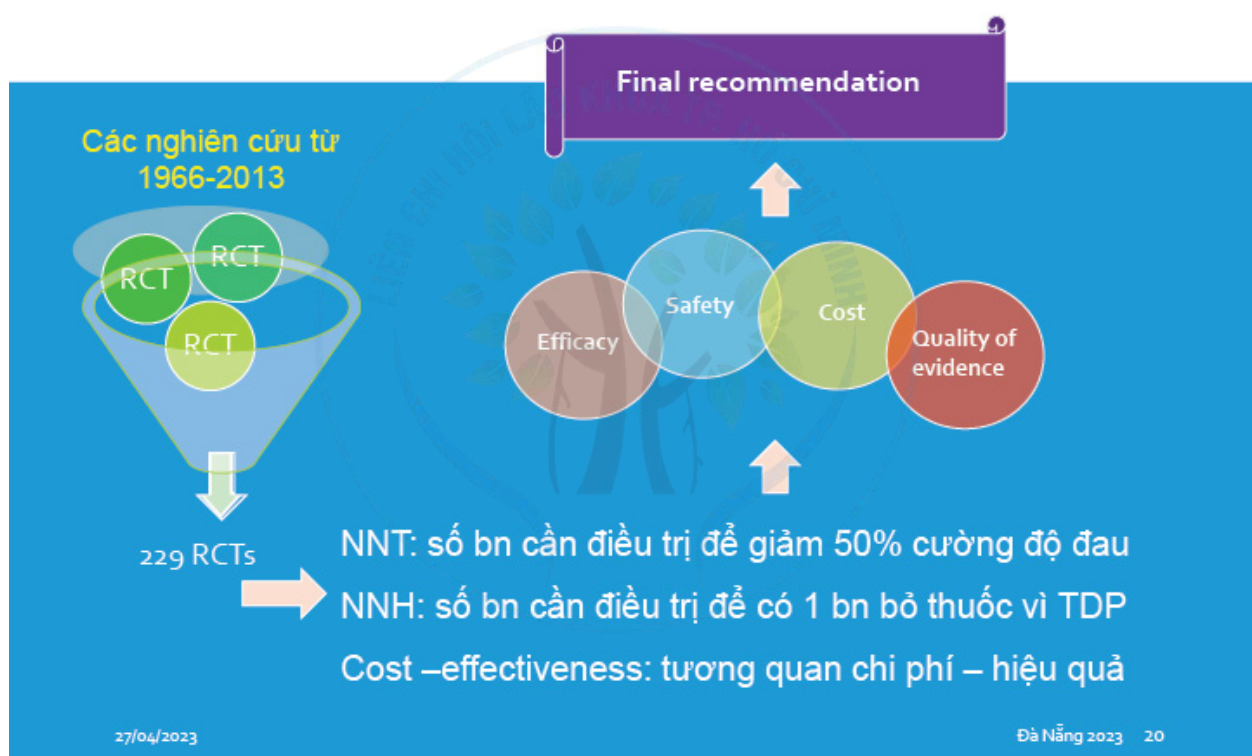 Final recommendation
Các nghiên cứu từ
1966-2013
RCT
RCT
RCT
229 RCTs
Efficacy
Safety
Cost
Quality of
evidence
NNT: số bn cần điều trị để giảm 50% cường độ đau
NNH: số bn cần điều trị để có 1 bn bỏ thuốc vì TDP
Cost –effectiveness: tương quan chi phí – hiệu quả
27/04/2023
Đà Nẵng 2023 20